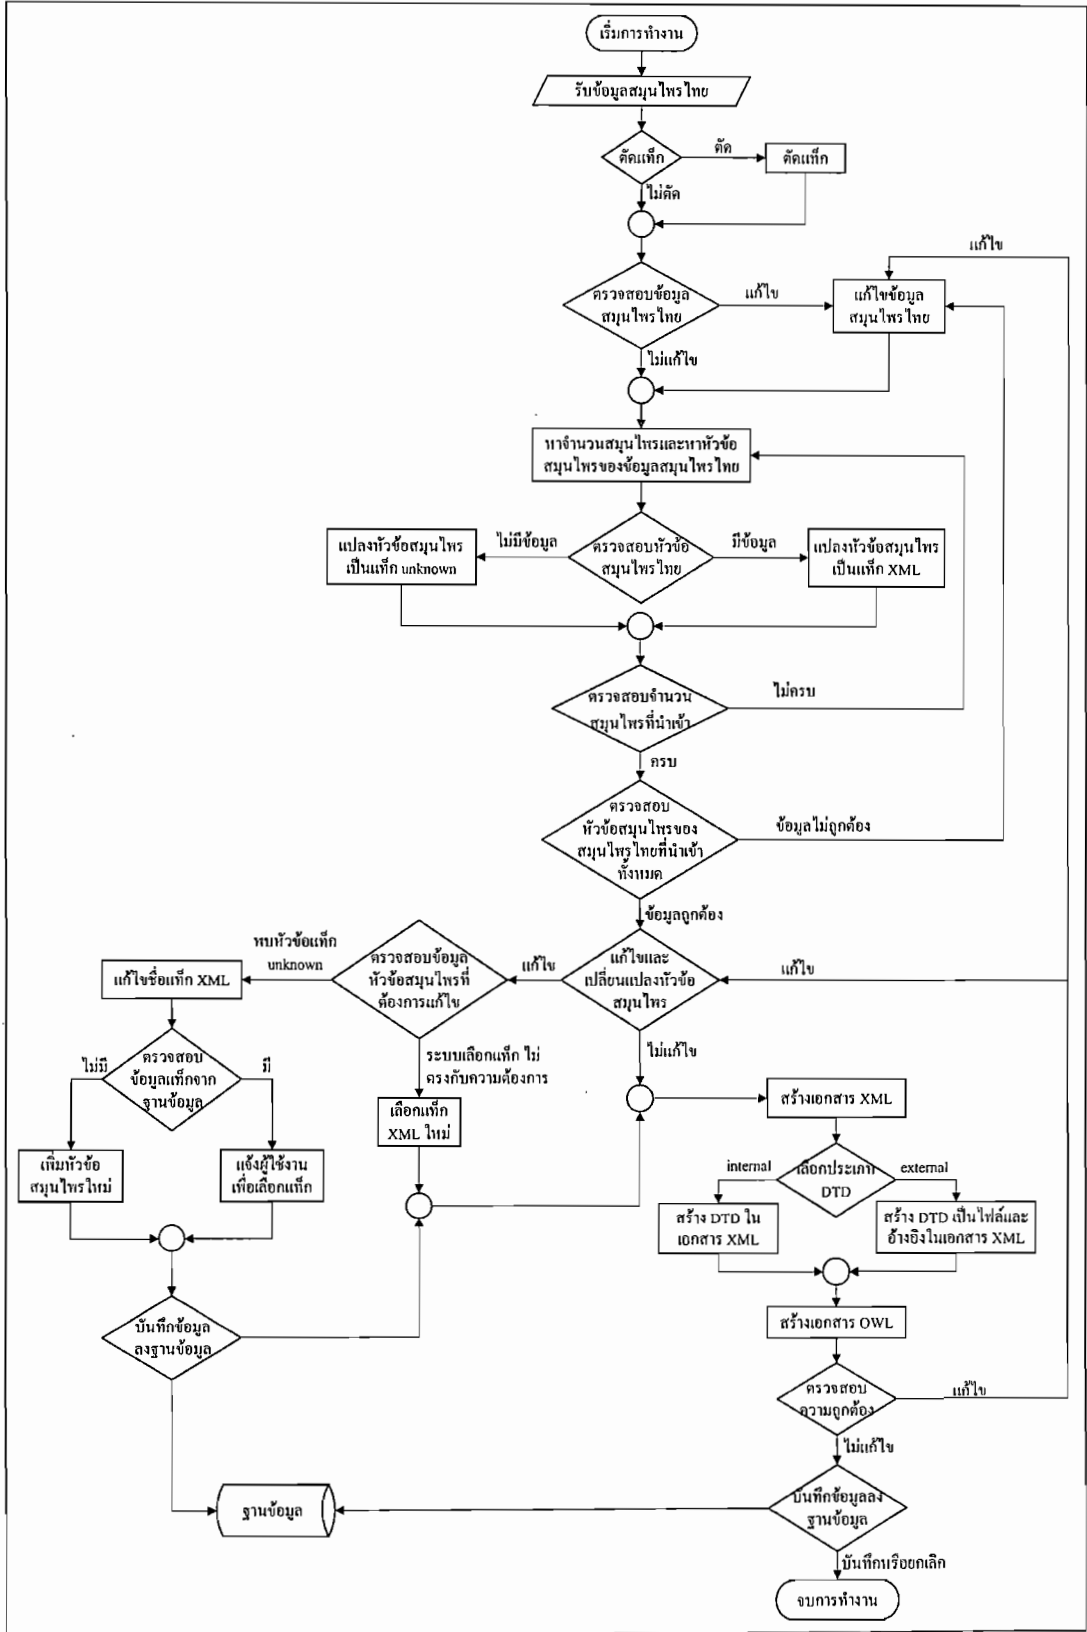 เริ่มการทำงาน
รับข้อมูลสมุนไพรไทย
ตัดแท็ก
ตัด
ตัดแท็ก
ไม่ตัด
แก้ไข
ตรวจสอบข้อมูล
สมุนไพรไทย
แก้ไข
แก้ไขข้อมูล
สมุนไพรไทย
ไม่แก้ไข
หาจำนวนสมุนไพรและหาหัวข้อ
สมุนไพรของข้อมูลสมุนไพรไทย
แปลงหัวข้อสมุนไพร
เป็นแท็ก unknown
ไม่มีข้อมูล
ตรวจสอบหัวข้อ
สมุนไพรไทย
มีข้อมูล
แปลงหัวข้อสมุนไพร
เป็นแท็ก XML
ตรวจสอบจำนวน
สมุนไพรที่นำเข้า
ไม่ครบ
ครบ
ตรวจสอบ
หัวข้อสมุนไพรของ
สมุนไพรไทยที่นำเข้า
ทั้งหมด
ข้อมูลไม่ถูกต้อง
ข้อมูลถูกต้อง
แก้ไขชื่อแท็ก XML
พบหัวข้อแท็ก
unknown
ตรวจสอบข้อมูล
หัวข้อสมุนไพรที่
ต้องการแก้ไข
แก้ไข
แก้ไขและ
เปลี่ยนแปลงหัวข้อ
สมุนไพร
แก้ไข
ไม่แก้ไข
ไม่มี
ตรวจสอบ
ข้อมูลแท็กจาก
ฐานข้อมูล
มี
ระบบเลือกแท็ก ไม่
ตรงกับความต้องการ
เลือกแท็ก
XML ใหม่
สร้างเอกสาร XML
เพิ่มหัวข้อ
สมุนไพรใหม่
แจ้งผู้ใช้งาน
เพื่อเลือกแท็ก
internal
เลือกประเภท
DTD
external
สร้าง DTD ใน
เอกสาร XML
สร้าง DTD เป็นไฟล์และ
อ้างอิงในเอกสาร XML
บันทึกข้อมูล
ลงฐานข้อมูล
สร้างเอกสาร OWL
ตรวจสอบ
ความถูกต้อง
แก้ไข
ไม่แก้ไข
ฐานข้อมูล
บันทึกข้อมูลลง
ฐานข้อมูล
บันทึกหรือยกเลิก
จบการทำงาน